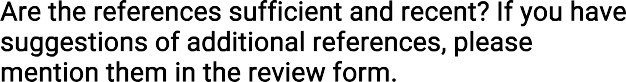 Are the references sufficient and recent? If you have
suggestions of additional references, please
mention them in the review form.